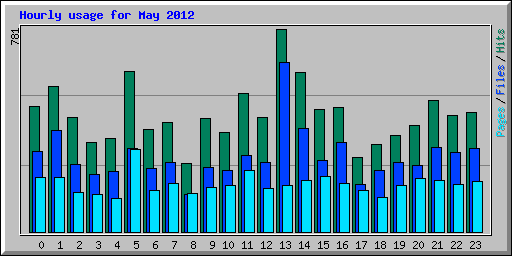 Hourly usage for May 2012
781
Pages/Files/Hits
0 1 2 3 4 5 6 7 8 9 10 11 12 13 14 15 16 17 18 19 20 21 22 23